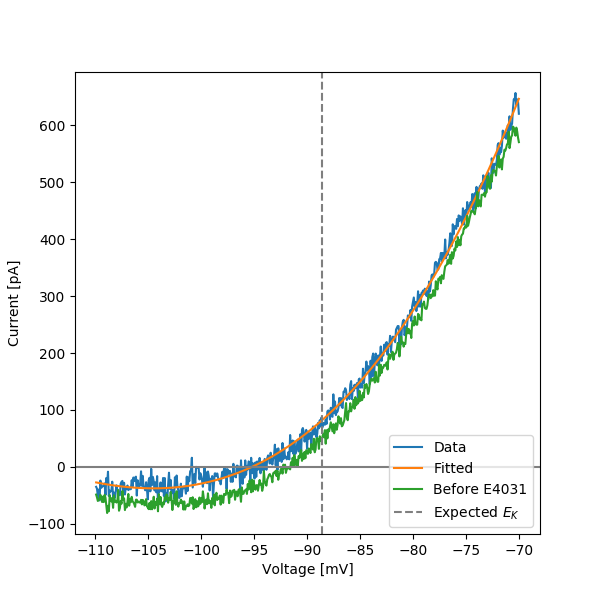 600
500
400
300
200
100
0
−100
Current [pA]
−110
−105
−100
−95
−90
−85
−80
−75
−70
Voltage [mV]
Data
Fitted
Before E4031
Expected E_K